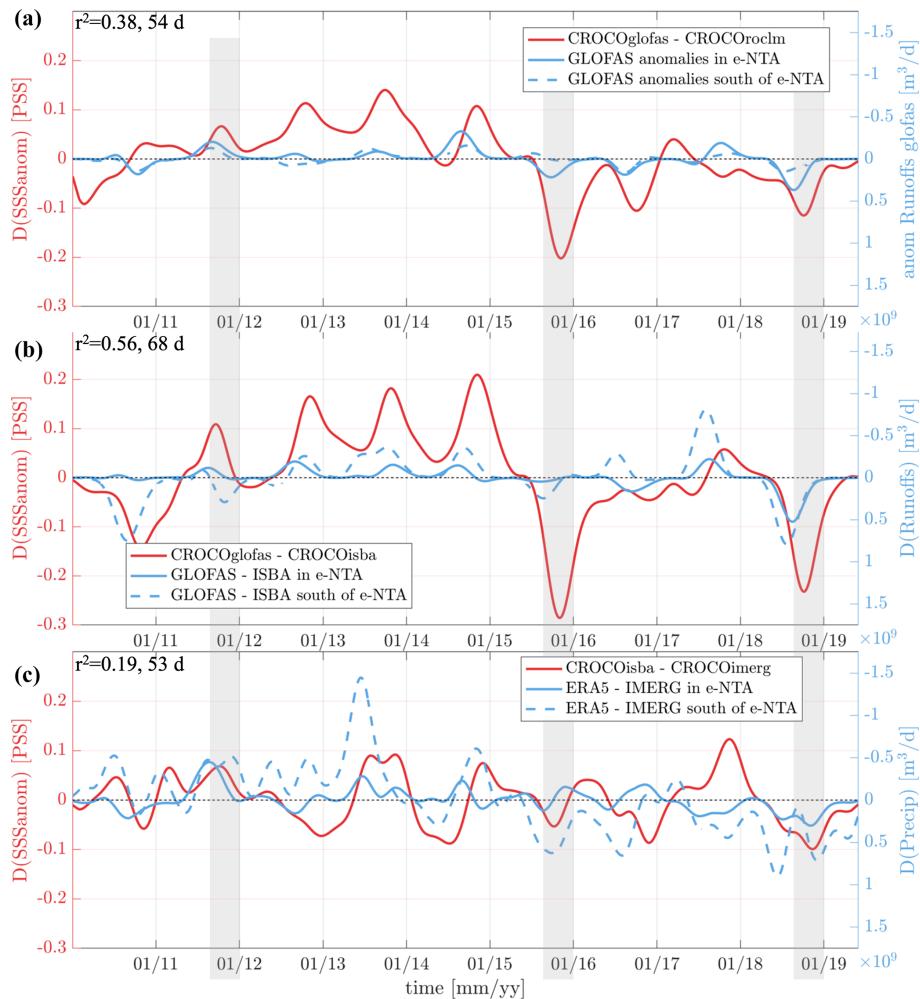 (a)
r²=0.38, 54 d
CROCOglofas - CROCOroclm
GLOFAS anomalies in e-NTA
GLOFAS anomalies south of e-NTA
D(SSSanom) [PSS]
0.2
0.1
0
-0.1
-0.2
-0.3
anom Runoffs glofas [m³/d]
-1.5
-1
-0.5
0
0.5
1
1.5
×10⁹
01/11 01/12 01/13 01/14 01/15 01/16 01/17 01/18 01/19
(b)
r²=0.56, 68 d
CROCOglofas - CROCOisba
GLOFAS - ISBA in e-NTA
GLOFAS - ISBA south of e-NTA
D(SSSanom) [PSS]
0.2
0.1
0
-0.1
-0.2
-0.3
D(Runoffs) [m³/d]
-1.5
-1
-0.5
0
0.5
1
1.5
×10⁹
01/11 01/12 01/13 01/14 01/15 01/16 01/17 01/18 01/19
(c)
r²=0.19, 53 d
CROCOisba - CROCOimerg
ERA5 - IMERG in e-NTA
ERA5 - IMERG south of e-NTA
D(SSSanom) [PSS]
0.2
0.1
0
-0.1
-0.2
-0.3
D(Precip) [m³/d]
-1.5
-1
-0.5
0
0.5
1
1.5
×10⁹
01/11 01/12 01/13 01/14 01/15 01/16 01/17 01/18 01/19
time [mm/yy]